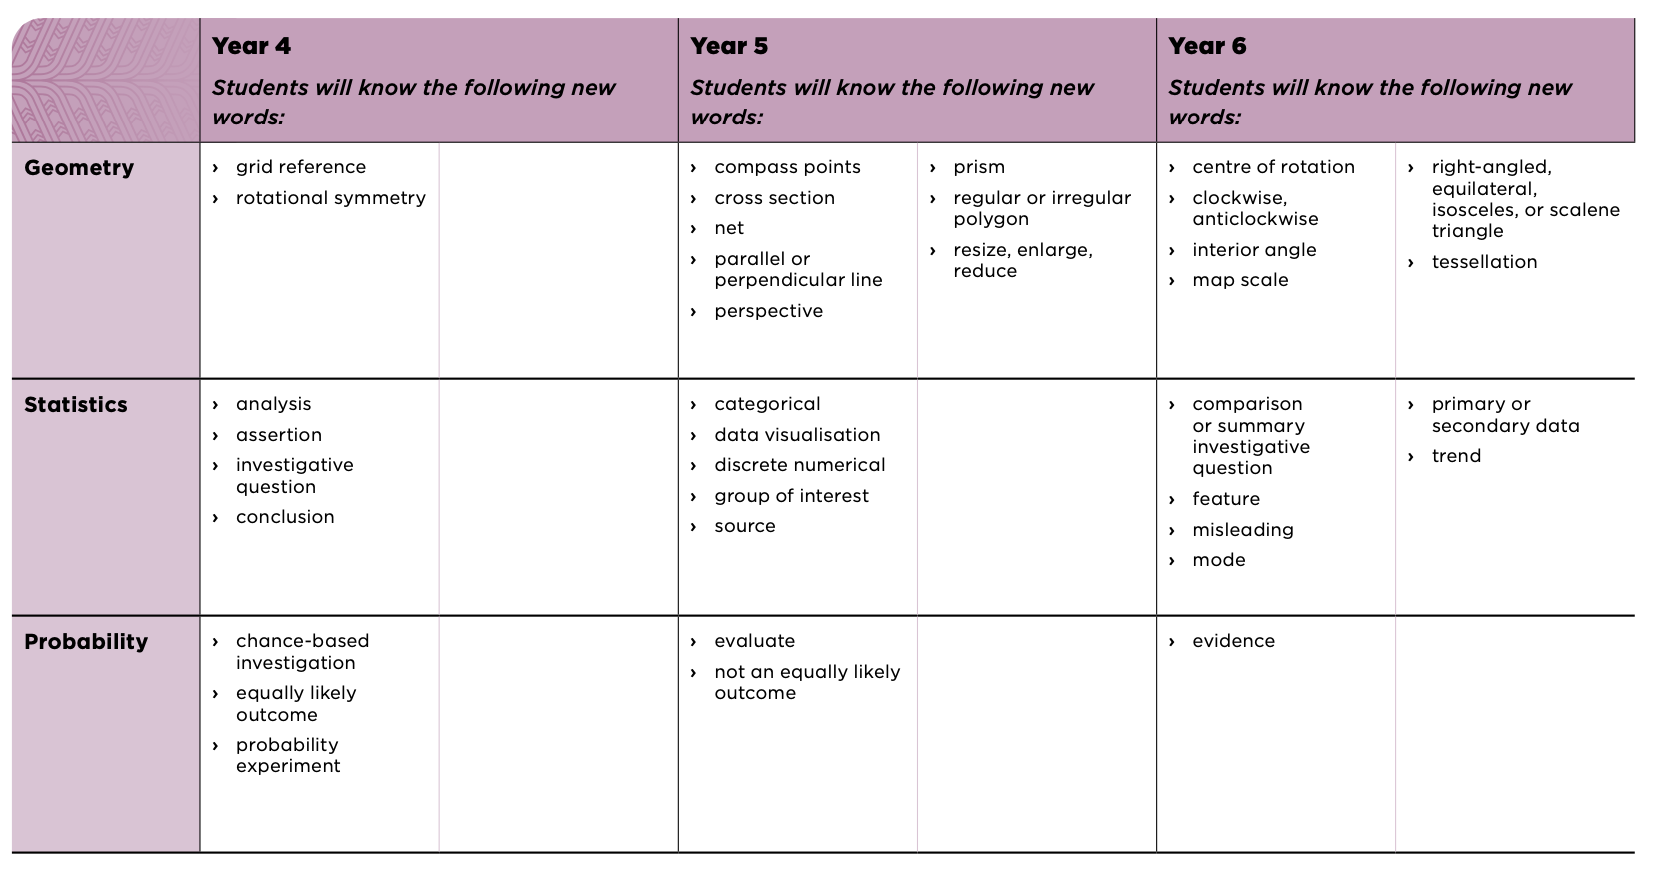 Year 4
Students will know the following new
words:
Year 5
Students will know the following new
words:
Year 6
Students will know the following new
words:
Geometry
› grid reference
› rotational symmetry
› compass points
› cross section
› net
› parallel or
perpendicular line
› perspective
› prism
› regular or irregular
polygon
› resize, enlarge,
reduce
› centre of rotation
› clockwise,
anticlockwise
› interior angle
› map scale
› right-angled,
equilateral,
isosceles, or scalene
triangle
› tessellation
Statistics
› analysis
› assertion
› investigative
question
› conclusion
› categorical
› data visualisation
› discrete numerical
› group of interest
› source
› comparison
or summary
investigative
question
› feature
› misleading
› mode
› primary or
secondary data
› trend
Probability
› chance-based
investigation
› equally likely
outcome
› probability
experiment
› evaluate
› not an equally likely
outcome
› evidence